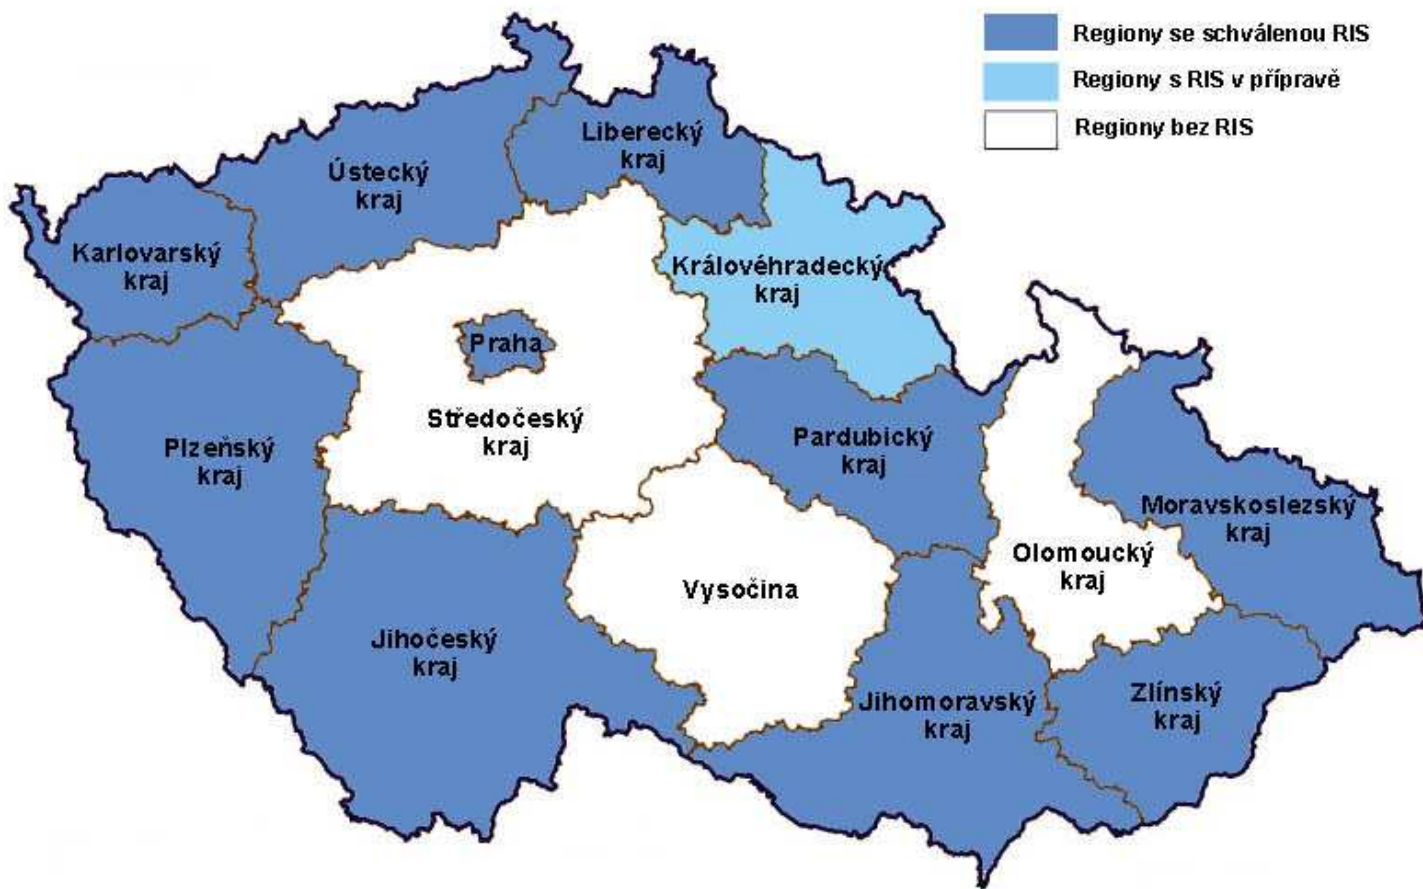 Regiony se schválenou RIS
Regiony s RIS v přípravě
Regiony bez RIS
Liberecký
kraj
Ústecký
kraj
Karlovarský
kraj
Královéhradecký
kraj
Praha
Středočeský
kraj
Plzeňský
kraj
Pardubický
kraj
Moravskoslezský
kraj
Olomoucký
kraj
Vysočina
Jihočeský
kraj
Jihomoravský
kraj
Zlínský
kraj